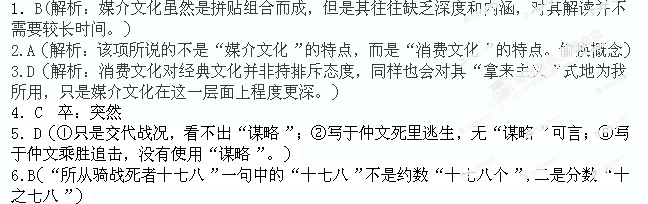 1. B(解析：媒介文化虽然是拼贴组合而成，但是其往往缺乏深度和内涵，对其解读并不
需要较长时间。)
2.A(解析：该项所说的不是“媒介文化”的特点，而是“消费文化”的特点。偷换概念)
3.D(解析：消费文化对经典文化并非持排斥态度，同样也会对其“拿来主义”式地为我
所用，只是媒介文化在这一层面上程度更深。)
4. C 卒：突然
5. D(①只是交代战况，看不出“谋略”；②写于仲文死里逃生，无“谋略”可言；⑥写
于仲文乘胜追击，没有使用“谋略”。)
6.B(“所从骑战死者十七八”一句中的“十七八”不是约数“十七八个”,二是分数“十
之七八”)